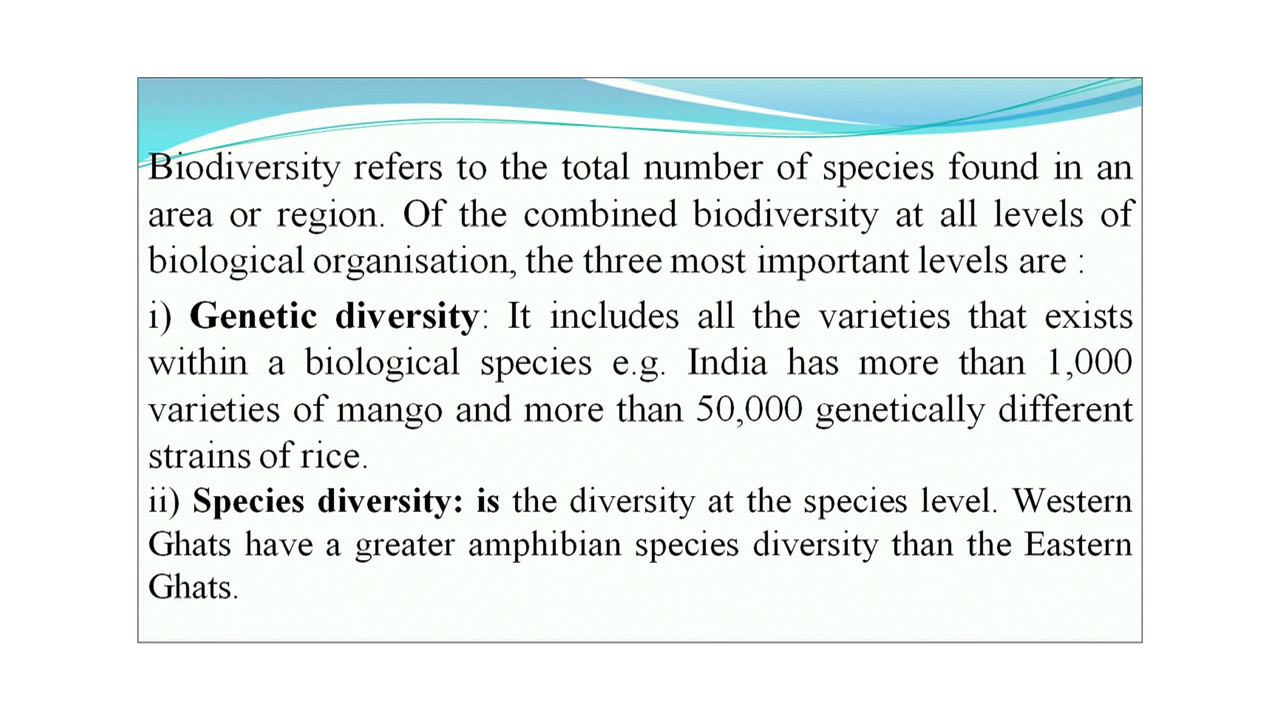 Biodiversity refers to the total number of species found in an
area or region. Of the combined biodiversity at all levels of
biological organisation, the three most important levels are :
i) Genetic diversity: It includes all the varieties that exists
within a biological species e.g. India has more than 1,000
varieties of mango and more than 50,000 genetically different
strains of rice.
ii) Species diversity: is the diversity at the species level. Western
Ghats have a greater amphibian species diversity than the Eastern
Ghats.